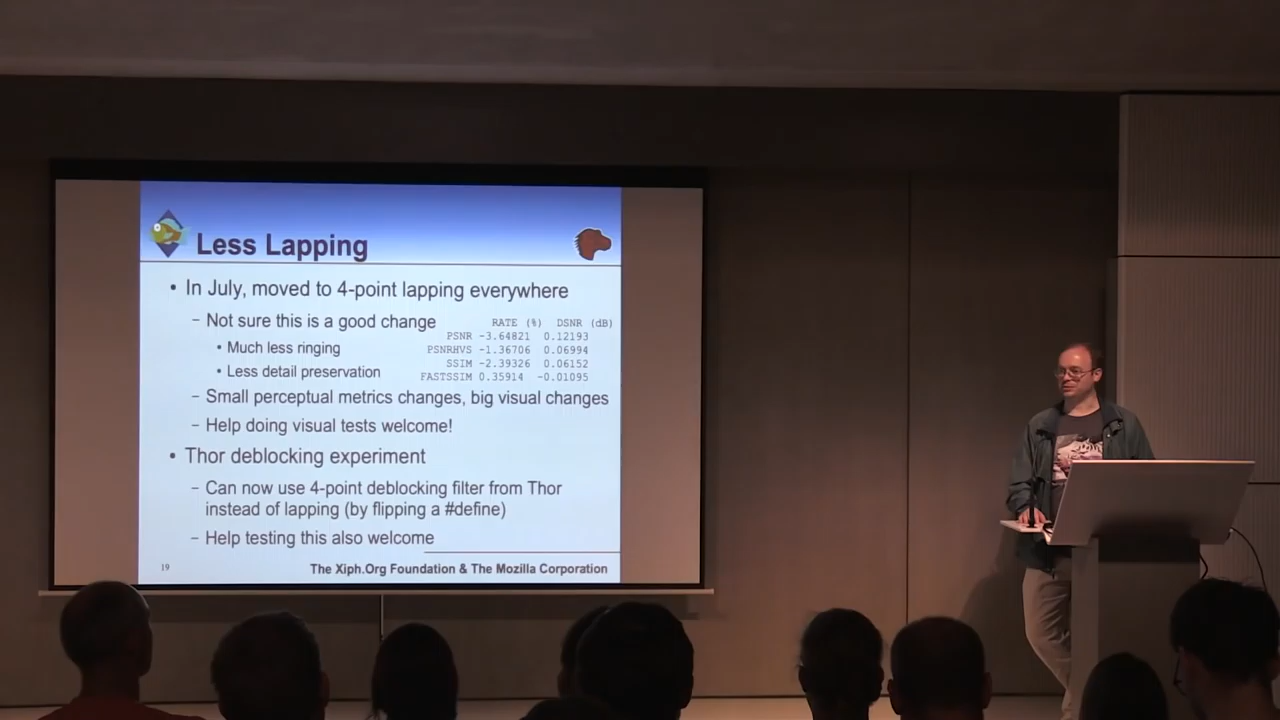 Less Lapping
• In July, moved to 4-point lapping everywhere
– Not sure this is a good change
• Much less ringing
• Less detail preservation
RATE (%) DSNR (dB)
PSNR -3.64821 0.12193
PSNRHVS -1.36706 0.06994
SSIM -2.39326 0.06152
FASTSSIM 0.35914 -0.01095
– Small perceptual metrics changes, big visual changes
– Help doing visual tests welcome!
• Thor deblocking experiment
– Can now use 4-point deblocking filter from Thor
instead of lapping (by flipping a #define)
– Help testing this also welcome
19
The Xiph.Org Foundation & The Mozilla Corporation